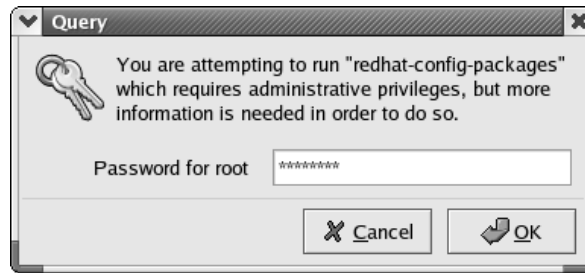 Query
You are attempting to run "redhat-config-packages"
which requires administrative privileges, but more
information is needed in order to do so.
Password for root ********
Cancel OK